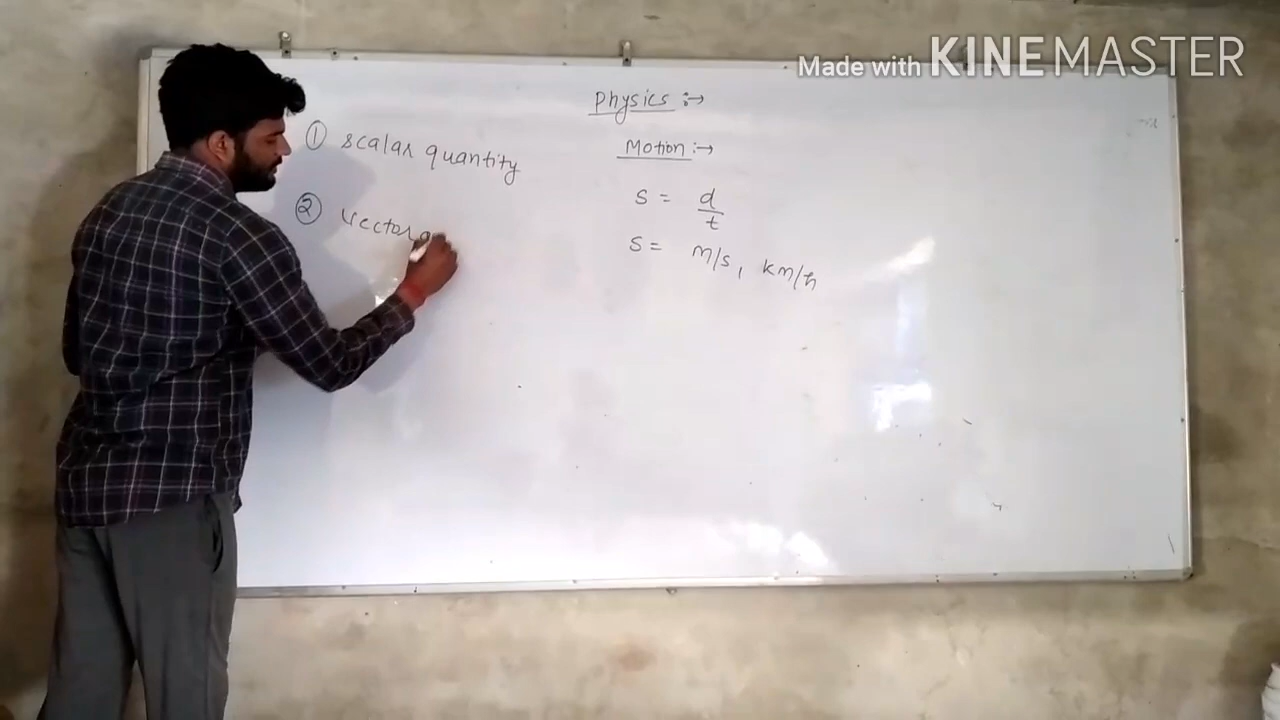 Made with KINEMASTER
Physics :→
Motion :→
① scalar quantity
② vector q
s = d/t
s = m/s, km/h